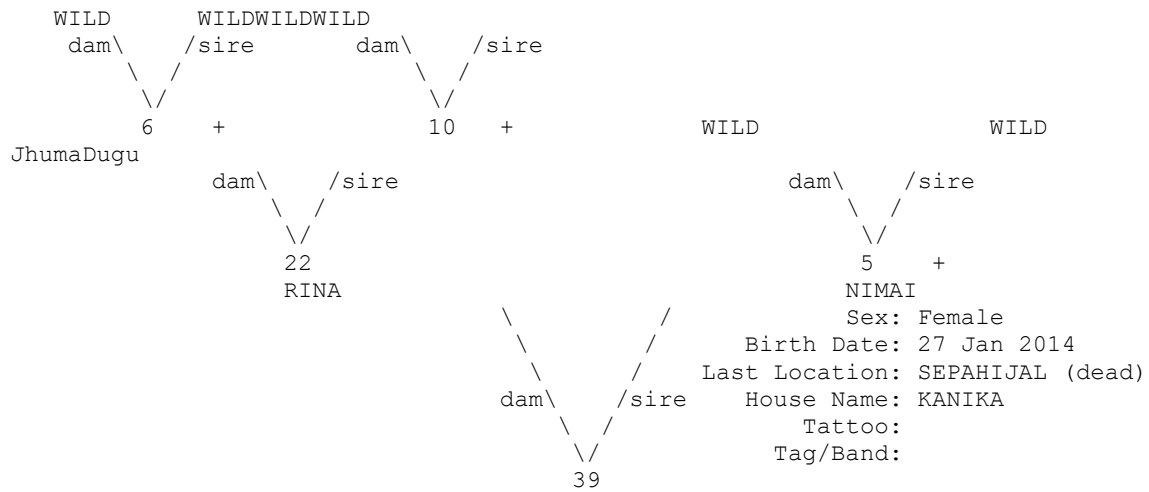 WILD WILDWILDWILD
dam\ /sire dam\ /sire
\ / \ /
\/ \/
6 + 10 + WILD WILD
JhumaDugu
dam\ /sire dam\ /sire
\ / \ /
\/ \/
22 5 +
RINA NIMAI
\ / Sex: Female
\ / Birth Date: 27 Jan 2014
\ / Last Location: SEPAHIJAL (dead)
dam\ /sire House Name: KANIKA
\ / Tattoo:
\/ Tag/Band:
39